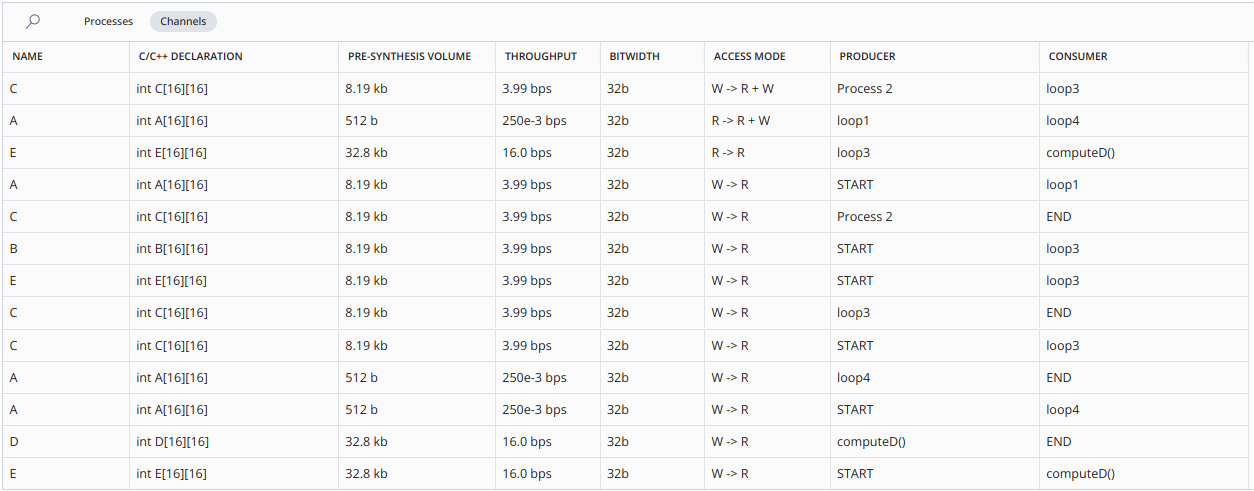 Processes Channels
NAME C/C++ DECLARATION PRE-SYNTHESIS VOLUME THROUGHPUT BITWIDTH ACCESS MODE PRODUCER CONSUMER
C int C[16][16] 8.19 kb 3.99 bps 32b W -> R + W Process 2 loop3
A int A[16][16] 512 b 250e-3 bps 32b R -> R + W loop1 loop4
E int E[16][16] 32.8 kb 16.0 bps 32b R -> R loop3 computeD()
A int A[16][16] 8.19 kb 3.99 bps 32b W -> R START loop1
C int C[16][16] 8.19 kb 3.99 bps 32b W -> R Process 2 END
B int B[16][16] 8.19 kb 3.99 bps 32b W -> R START loop3
E int E[16][16] 8.19 kb 3.99 bps 32b W -> R START loop3
C int C[16][16] 8.19 kb 3.99 bps 32b W -> R loop3 END
C int C[16][16] 8.19 kb 3.99 bps 32b W -> R START loop3
A int A[16][16] 512 b 250e-3 bps 32b W -> R loop4 END
A int A[16][16] 512 b 250e-3 bps 32b W -> R START loop4
D int D[16][16] 32.8 kb 16.0 bps 32b W -> R computeD() END
E int E[16][16] 32.8 kb 16.0 bps 32b W -> R START computeD()